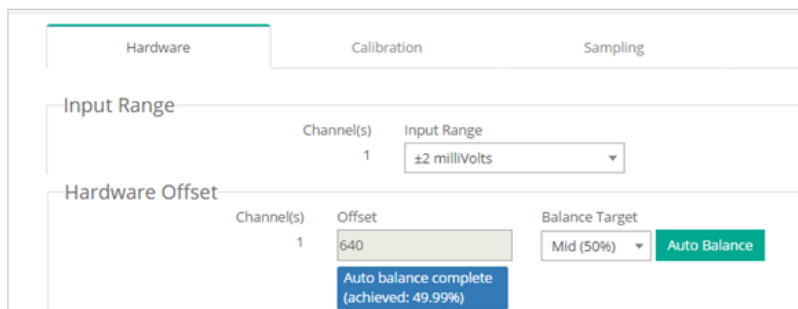 Hardware Calibration Sampling
Input Range
Channel(s) Input Range
1 ±2 milliVolts
Hardware Offset
Channel(s) Offset Balance Target
1 640 Mid (50%) Auto Balance
Auto balance complete
(achieved: 49.99%)